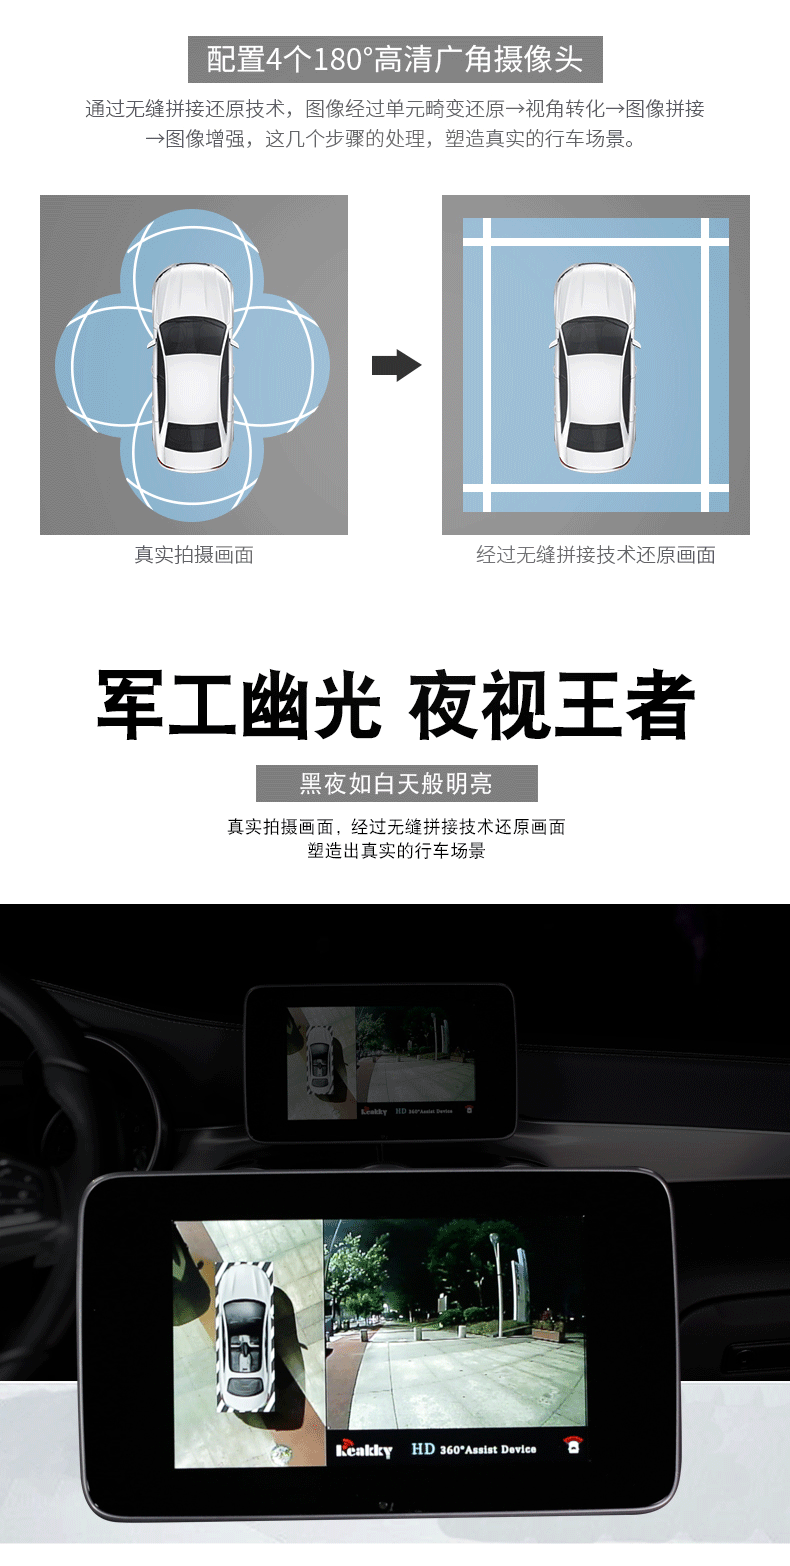 配置4个180°高清广角摄像头
通过无缝拼接还原技术，图像经过单元畸变还原→视角转化→图像拼接
→图像增强，这几个步骤的处理，塑造真实的行车场景。
真实拍摄画面
经过无缝拼接技术还原画面
军工幽光 夜视王者
黑夜如白天般明亮
真实拍摄画面，经过无缝拼接技术还原画面
塑造出真实的行车场景
Keakky HD 360°Assist Device
Keakky HD 360°Assist Device